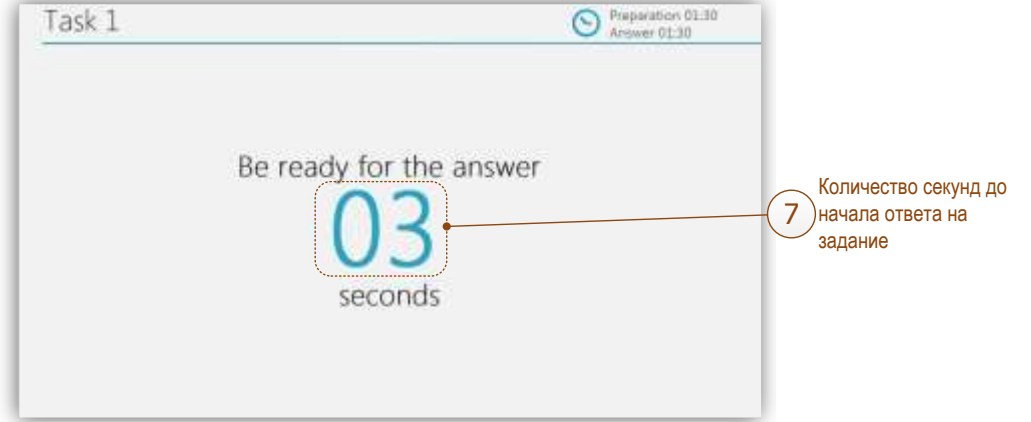 Task 1
Preparation 01:30
Answer 01:30
Be ready for the answer
03
seconds
7
Количество секунд до
начала ответа на
задание